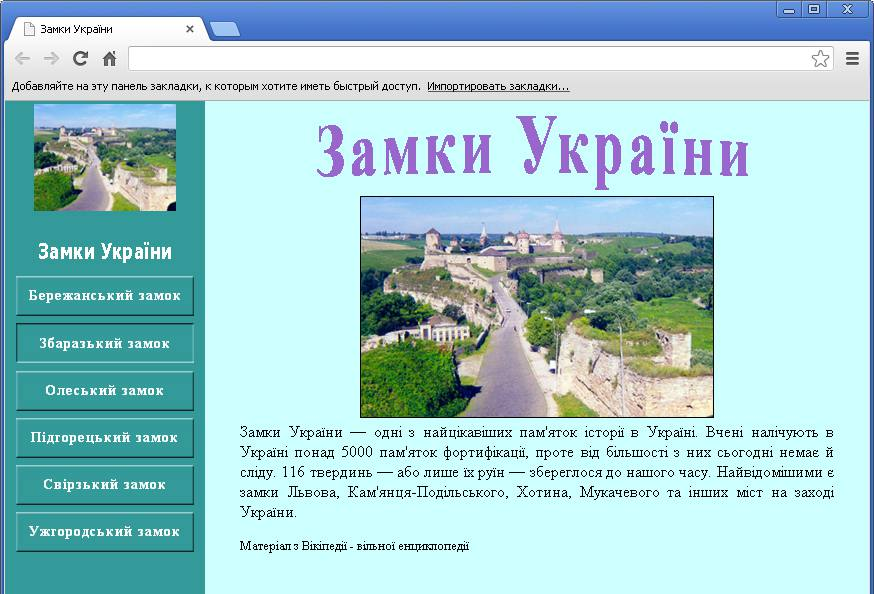 Замки України
Добавляйте на эту панель закладки, к которым хотите иметь быстрый доступ. Импортировать закладки...
Замки України
Бережанський замок
Збаразький замок
Олеський замок
Підгорецький замок
Свірзький замок
Ужгородський замок
Замки України
Замки України — одні з найцікавіших пам'яток історії в Україні. Вчені налічують в
Україні понад 5000 пам'яток фортифікації, проте від більшості з них сьогодні немає й
сліду. 116 твердинь — або лише їх руїн — збереглося до нашого часу. Найвідомішими є
замки Львова, Кам'янця-Подільського, Хотина, Мукачевого та інших міст на заході
України.
Матеріал з Вікіпедії - вільної енциклопедії